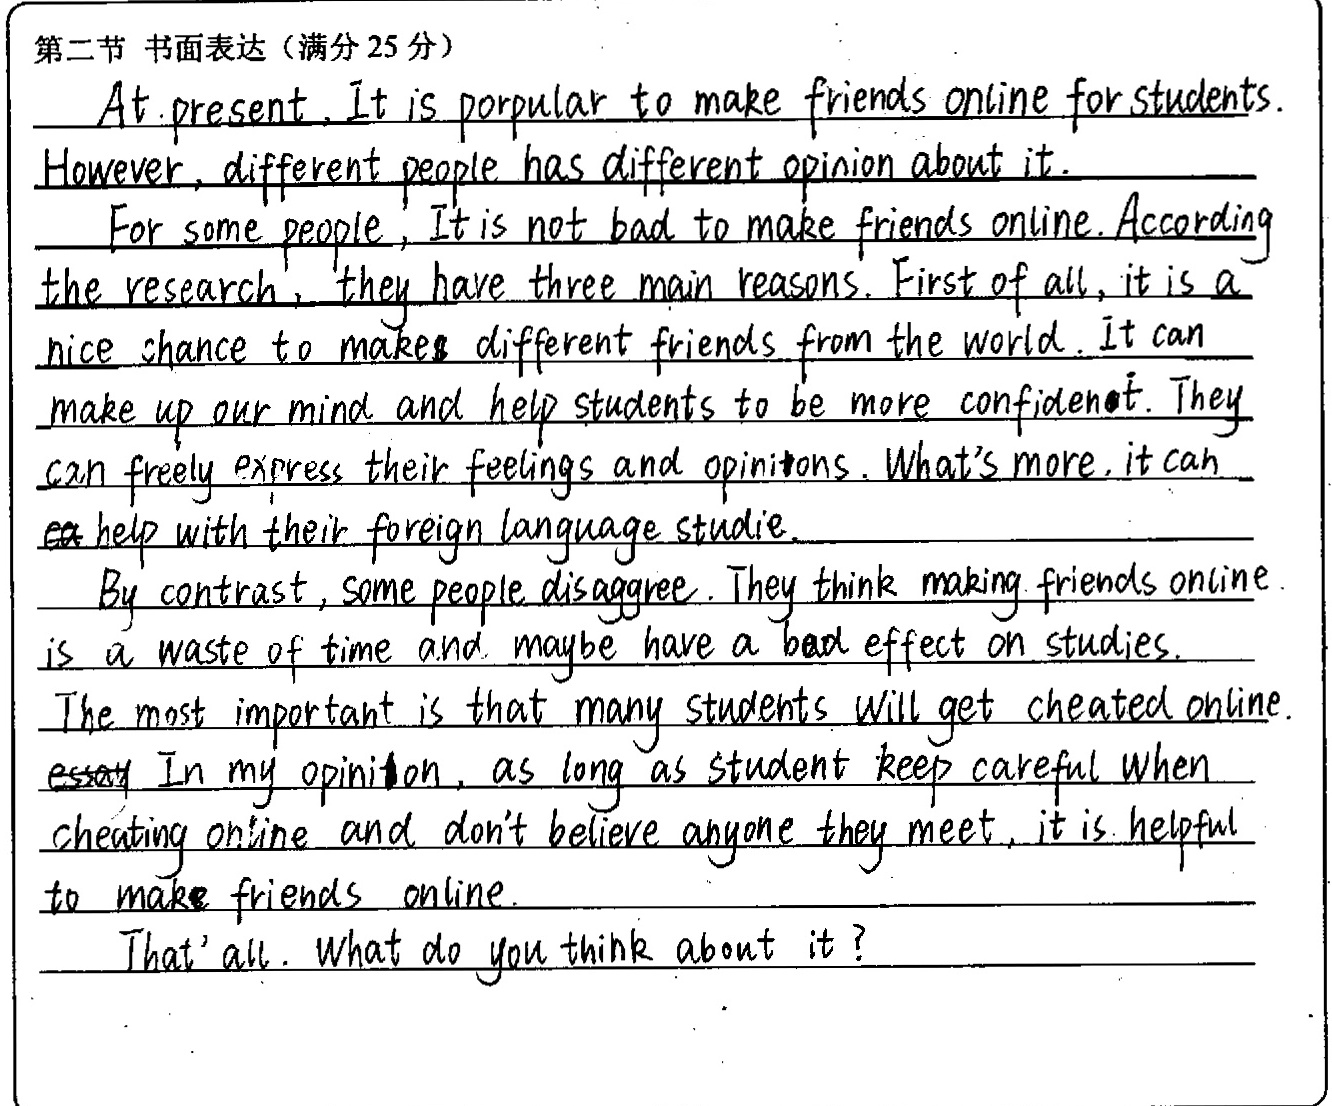 第二节 书面表达（满分 25 分）
At present, It is porpular to make friends online for students.
However, different people has different opinion about it.
For some people, It is not bad to make friends online. According
the research, they have three main reasons. First of all, it is a
nice chance to make different friends from the world. It can
make up our mind and help students to be more confident. They
can freely express their feelings and opinions. What's more, it can
help with their foreign language studie.
By contrast, some people disaggree. They think making friends online
is a waste of time and maybe have a bad effect on studies.
The most important is that many students will get cheated online.
In my opinion, as long as student keep careful when
cheating online and don't believe anyone they meet, it is helpful
to make friends online.
That' all. What do you think about it?